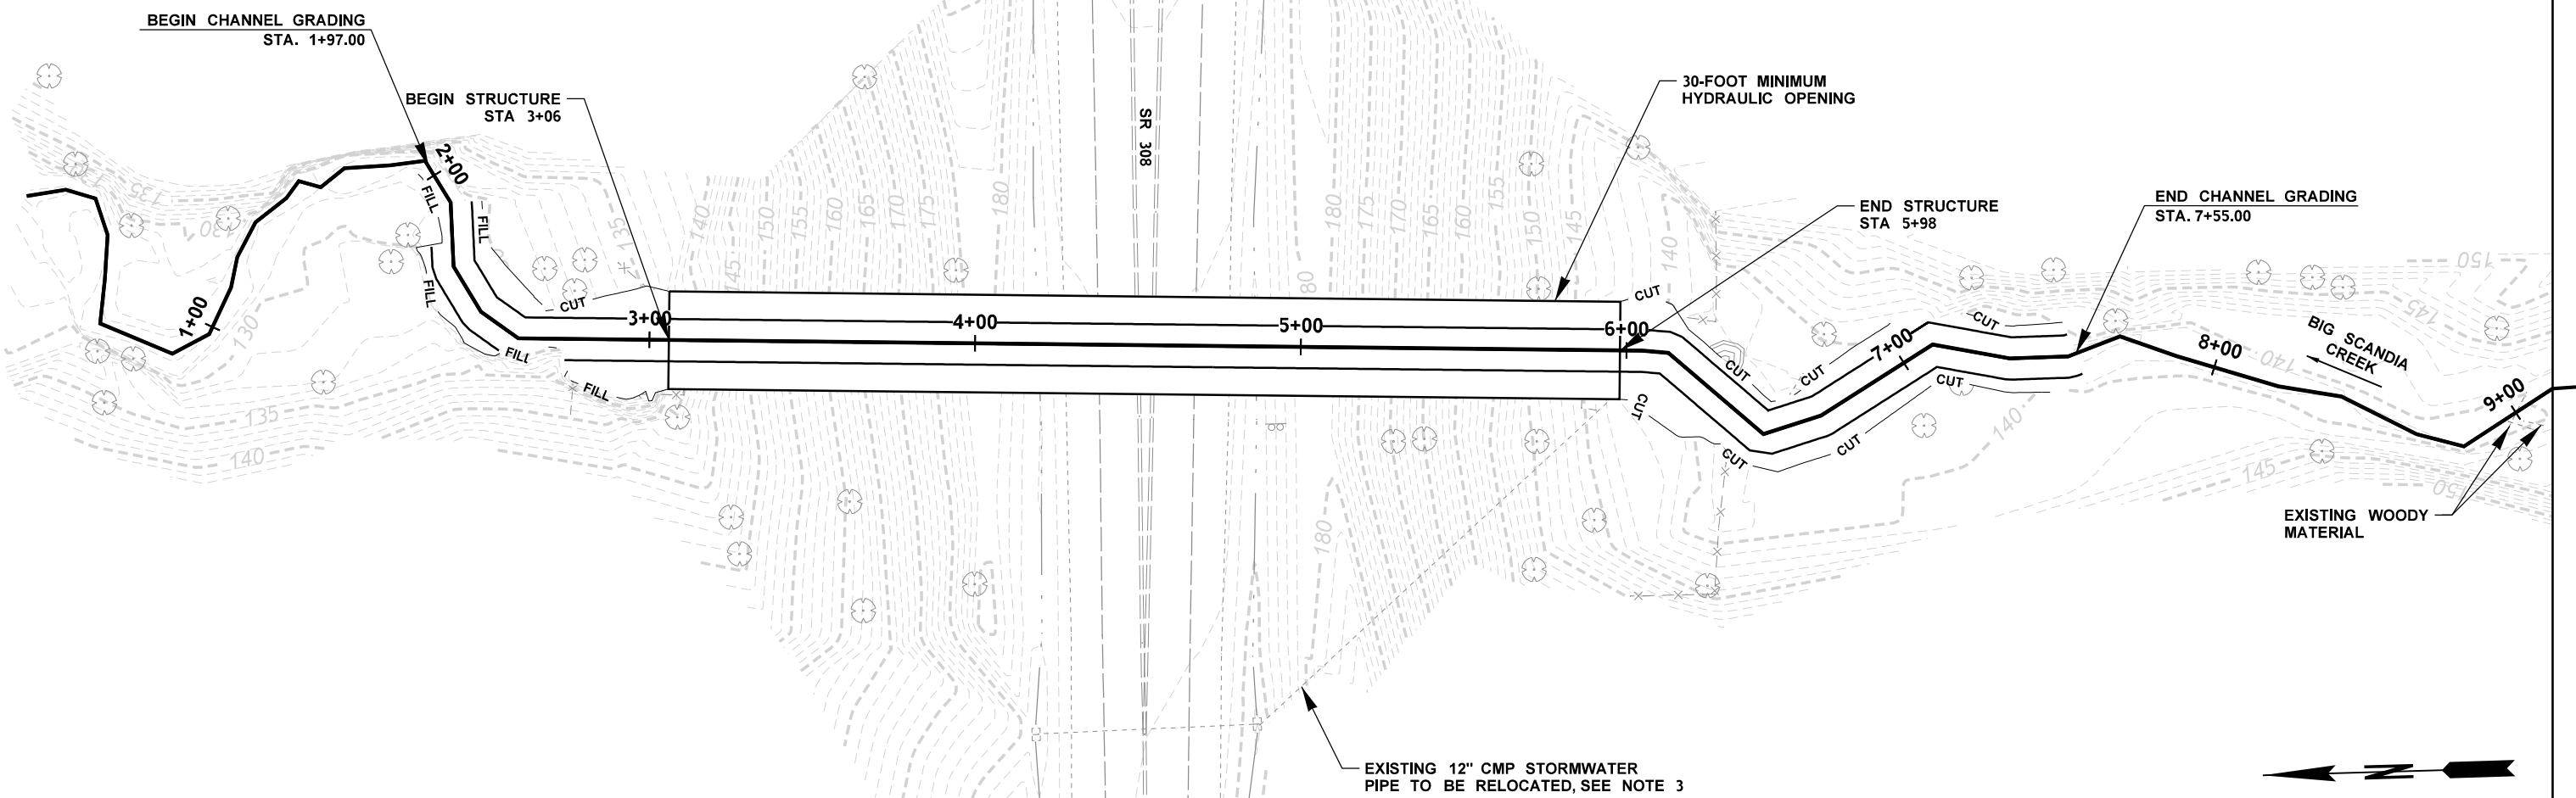 BEGIN CHANNEL GRADING
STA. 1+97.00
BEGIN STRUCTURE
STA 3+06
SR 308
30-FOOT MINIMUM
HYDRAULIC OPENING
END STRUCTURE
STA 5+98
END CHANNEL GRADING
STA. 7+55.00
BIG SCANDIA
CREEK
EXISTING WOODY
MATERIAL
EXISTING 12" CMP STORMWATER
PIPE TO BE RELOCATED, SEE NOTE 3
1+00
2+00
3+00
4+00
5+00
6+00
7+00
8+00
9+00
FILL
FILL
FILL
FILL
FILL
CUT
CUT
CUT
CUT
CUT
CUT
CUT
CUT
CUT
135
130
130
135
140
135
140
145
150
155
160
165
170
175
180
180
175
170
165
160
155
150
145
140
180
140
140
145
150
145
N